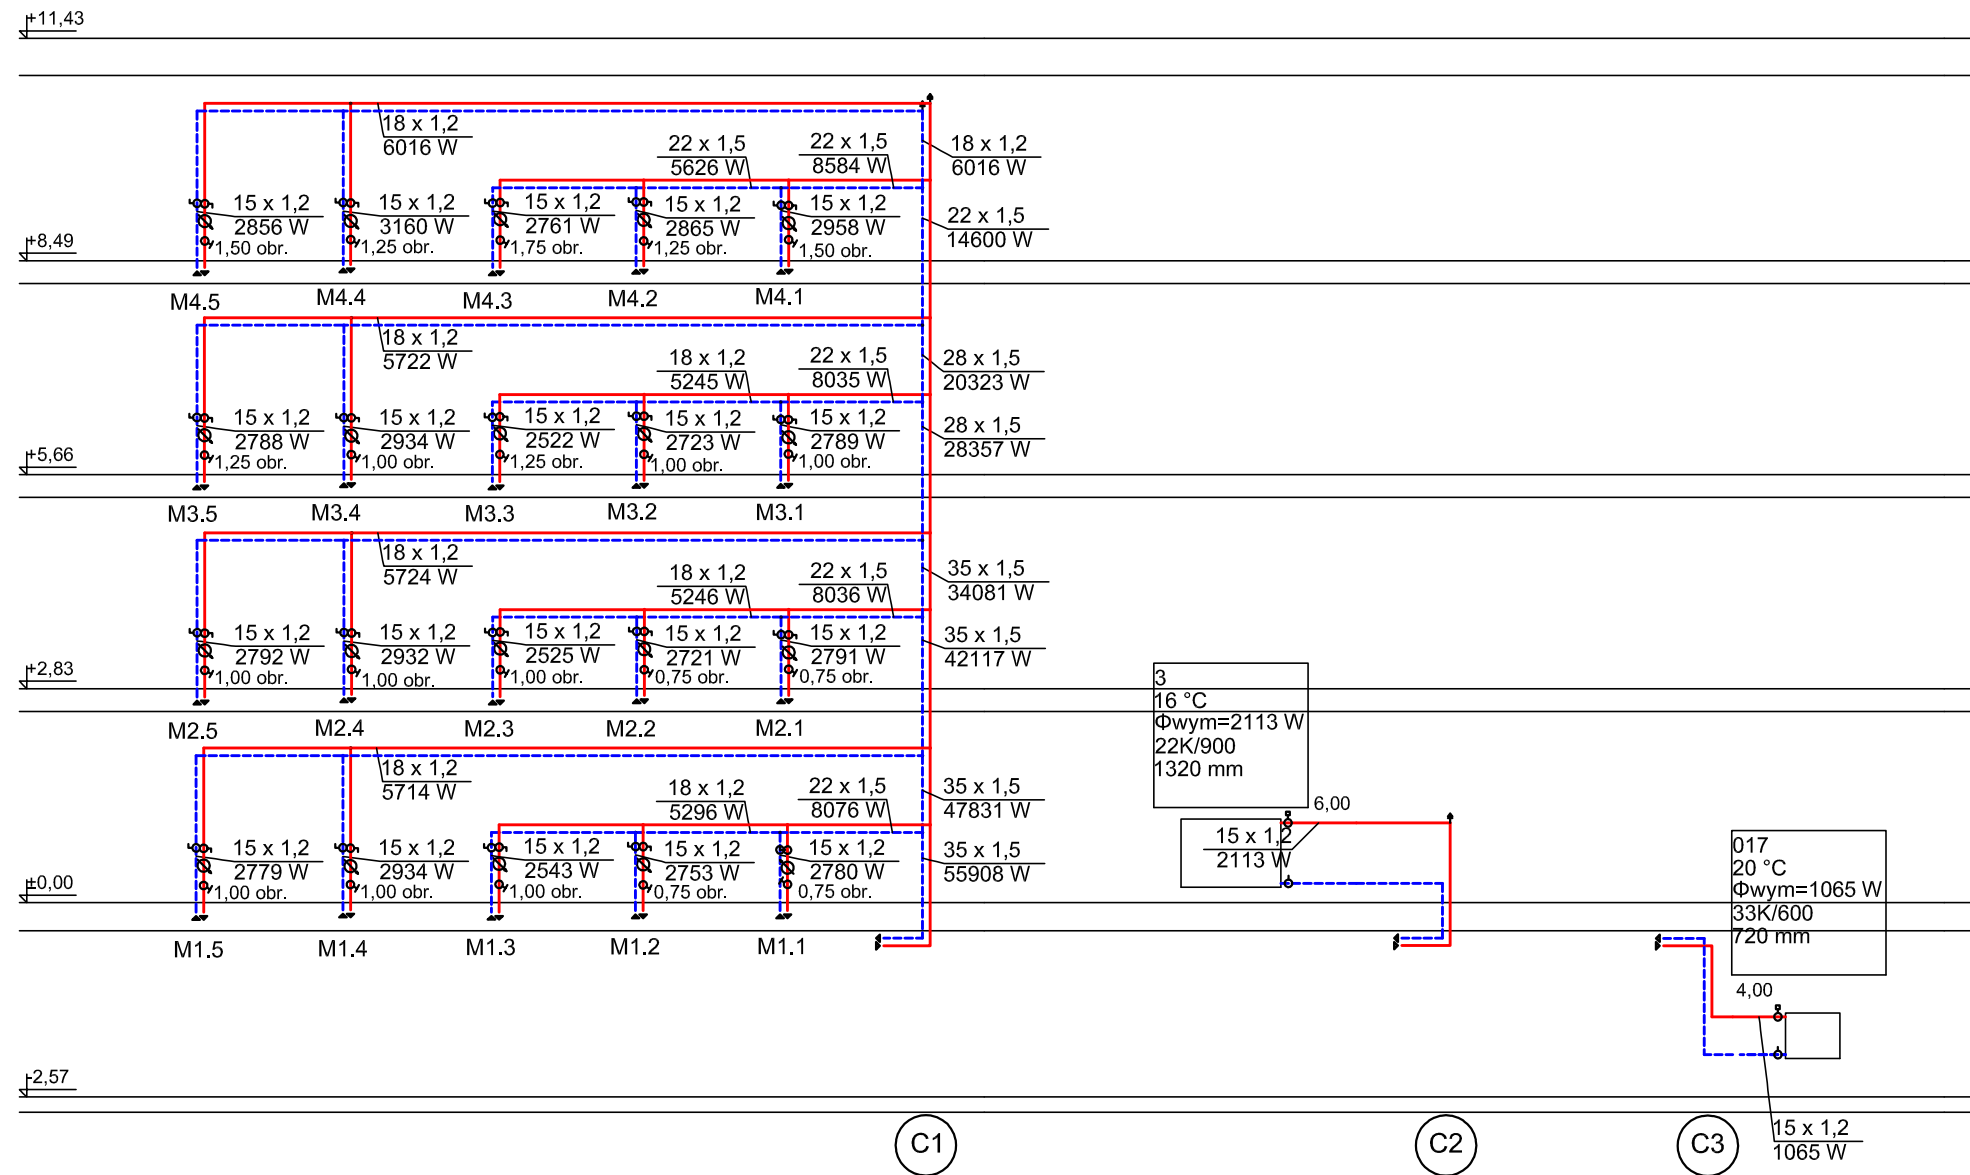 +11,43
18 x 1,2
6016 W
22 x 1,5
5626 W
22 x 1,5
8584 W
18 x 1,2
6016 W
15 x 1,2
2856 W
1,50 obr.
15 x 1,2
3160 W
1,25 obr.
15 x 1,2
2761 W
1,75 obr.
15 x 1,2
2865 W
1,25 obr.
15 x 1,2
2958 W
1,50 obr.
22 x 1,5
14600 W
+8,49
M4.5
M4.4
M4.3
M4.2
M4.1
18 x 1,2
5722 W
18 x 1,2
5245 W
22 x 1,5
8035 W
28 x 1,5
20323 W
15 x 1,2
2788 W
1,25 obr.
15 x 1,2
2934 W
1,00 obr.
15 x 1,2
2522 W
1,25 obr.
15 x 1,2
2723 W
1,00 obr.
15 x 1,2
2789 W
1,00 obr.
28 x 1,5
28357 W
+5,66
M3.5
M3.4
M3.3
M3.2
M3.1
18 x 1,2
5724 W
18 x 1,2
5246 W
22 x 1,5
8036 W
35 x 1,5
34081 W
15 x 1,2
2792 W
1,00 obr.
15 x 1,2
2932 W
1,00 obr.
15 x 1,2
2525 W
1,00 obr.
15 x 1,2
2721 W
0,75 obr.
15 x 1,2
2791 W
0,75 obr.
35 x 1,5
42117 W
+2,83
M2.5
M2.4
M2.3
M2.2
M2.1
18 x 1,2
5714 W
18 x 1,2
5296 W
22 x 1,5
8076 W
35 x 1,5
47831 W
15 x 1,2
2779 W
1,00 obr.
15 x 1,2
2934 W
1,00 obr.
15 x 1,2
2543 W
1,00 obr.
15 x 1,2
2753 W
0,75 obr.
15 x 1,2
2780 W
0,75 obr.
35 x 1,5
55908 W
±0,00
M1.5
M1.4
M1.3
M1.2
M1.1
3
16 °C
Φwym=2113 W
22K/900
1320 mm
6,00
15 x 1,2
2113 W
017
20 °C
Φwym=1065 W
33K/600
720 mm
4,00
15 x 1,2
1065 W
-2,57
C1
C2
C3